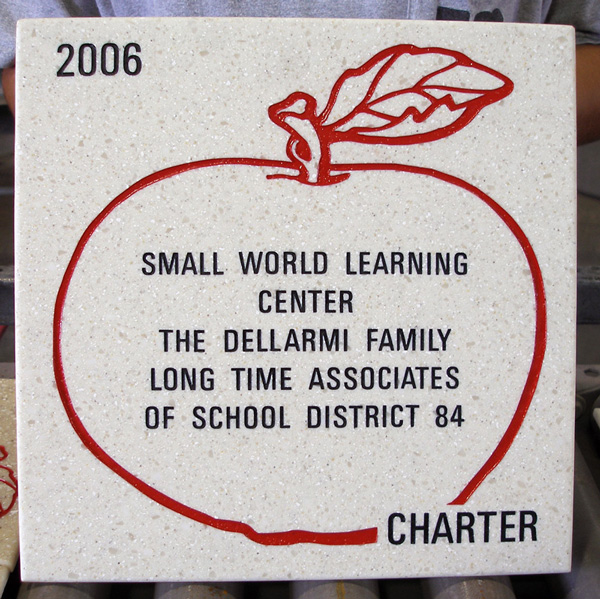 2006
SMALL WORLD LEARNING
CENTER
THE DELLARMI FAMILY
LONG TIME ASSOCIATES
OF SCHOOL DISTRICT 84
CHARTER